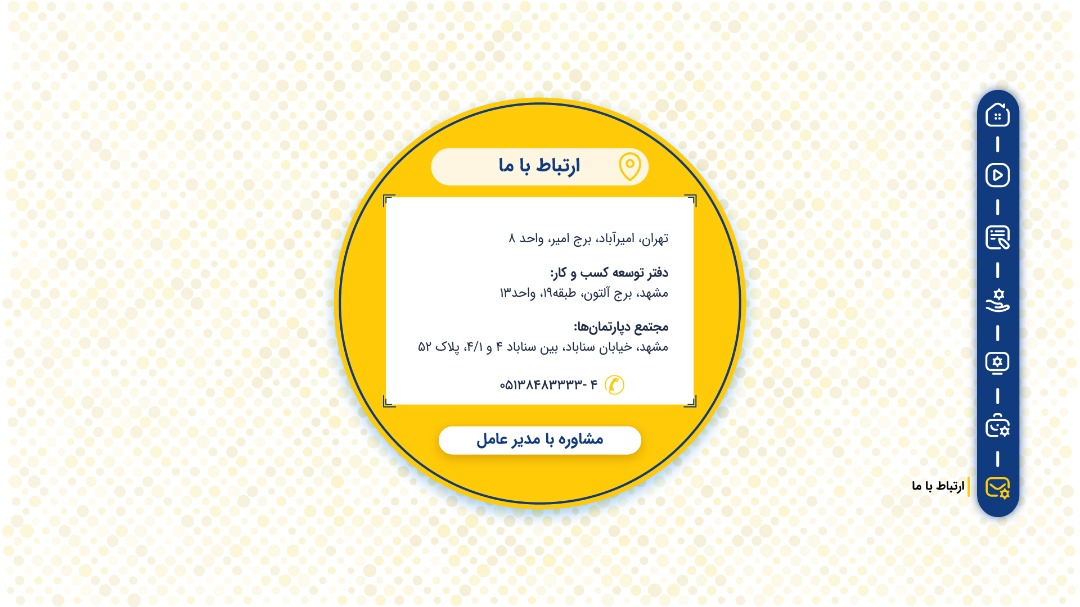 ارتباط با ما
تهران، امیرآباد، برج امیر، واحد ۸
دفتر توسعه کسب و کار:
مشهد، برج آلتون، طبقه۱۹، واحد۱۳
مجتمع دپارتمان‌ها:
مشهد، خیابان سناباد، بین سناباد ۴ و ۴/۱، پلاک ۵۲
۰۵۱۳۸۴۸۳۳۳۳- ۴
مشاوره با مدیر عامل
ارتباط با ما